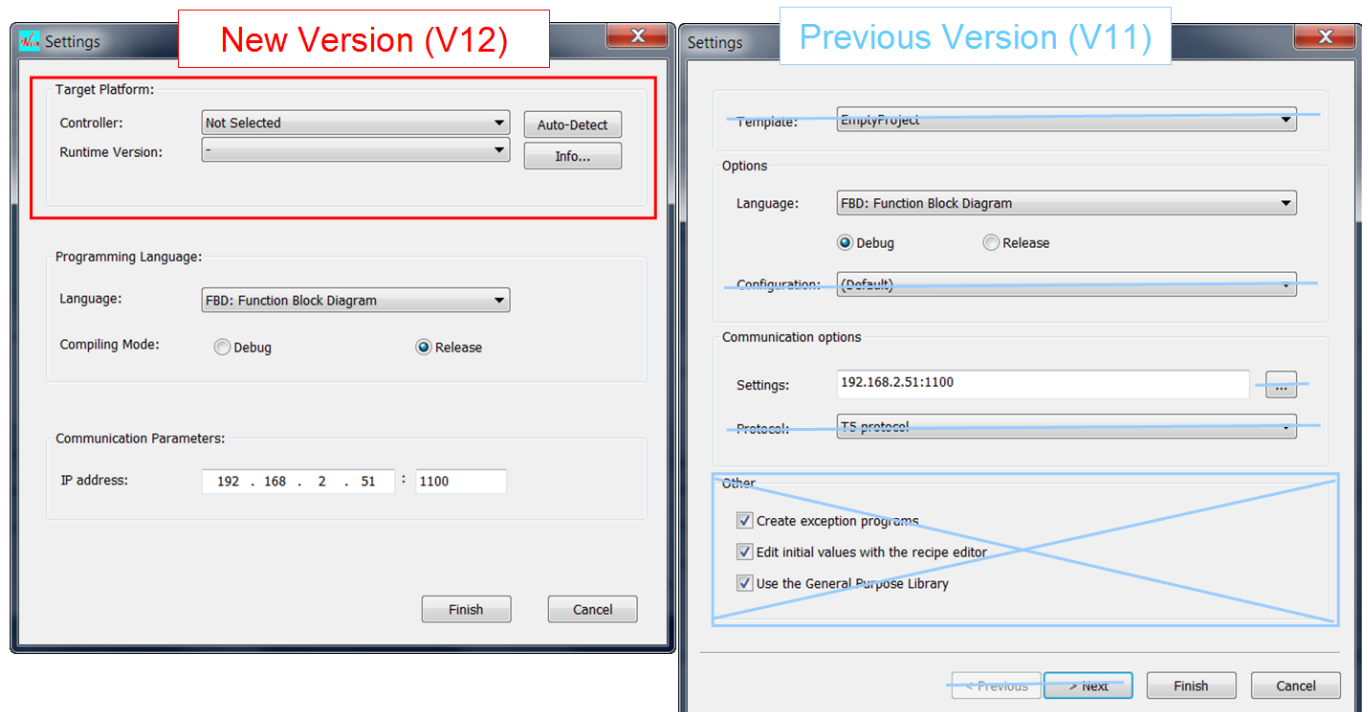 New Version (V12)
Settings
Target Platform:
Controller: Not Selected Auto-Detect
Runtime Version: - Info...
Programming Language:
Language: FBD: Function Block Diagram
Compiling Mode: Debug Release
Communication Parameters:
IP address: 192 . 168 . 2 . 51 : 1100
Finish Cancel
Previous Version (V11)
Settings
Template: EmptyProject
Options
Language: FBD: Function Block Diagram
Debug Release
Configuration: (Default)
Communication options
Settings: 192.168.2.51:1100 ...
Protocol: T5 protocol
Other
Create exception programs
Edit initial values with the recipe editor
Use the General Purpose Library
< Previous > Next Finish Cancel